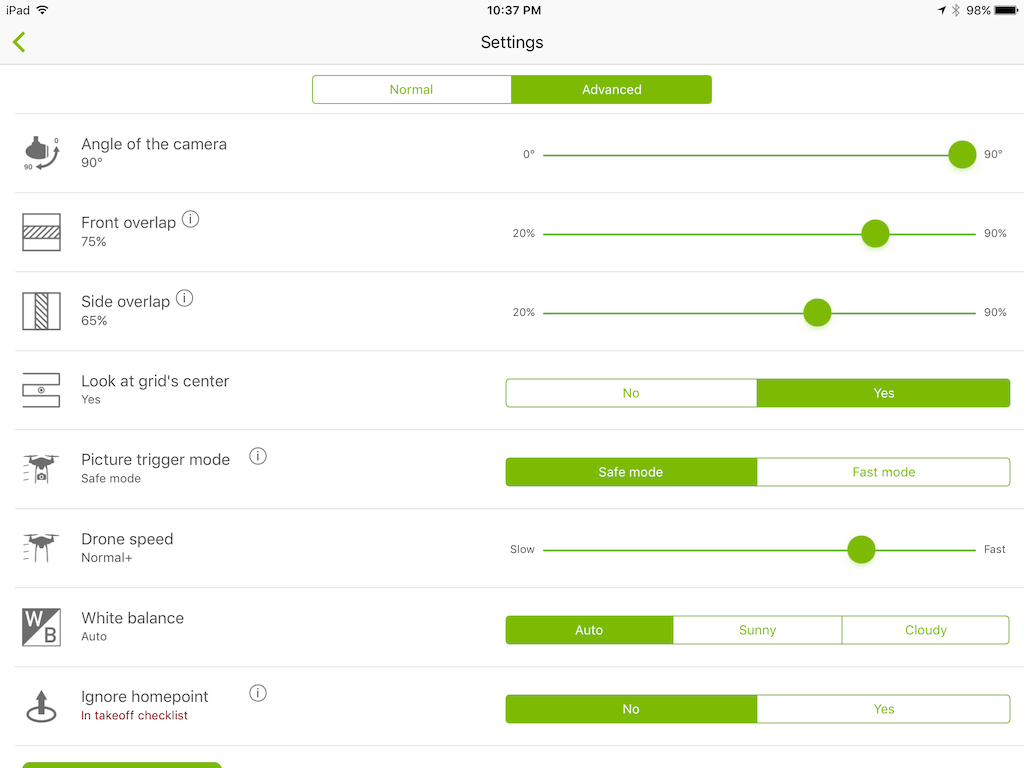 iPad 10:37 PM 98%
Settings
Normal Advanced
0
90
Angle of the camera
90°
0° 90°
Front overlap i
75%
20% 90%
Side overlap i
65%
20% 90%
Look at grid's center
Yes
No Yes
Picture trigger mode i
Safe mode
Safe mode Fast mode
Drone speed
Normal+
Slow Fast
W
B
White balance
Auto
Auto Sunny Cloudy
Ignore homepoint i
In takeoff checklist
No Yes